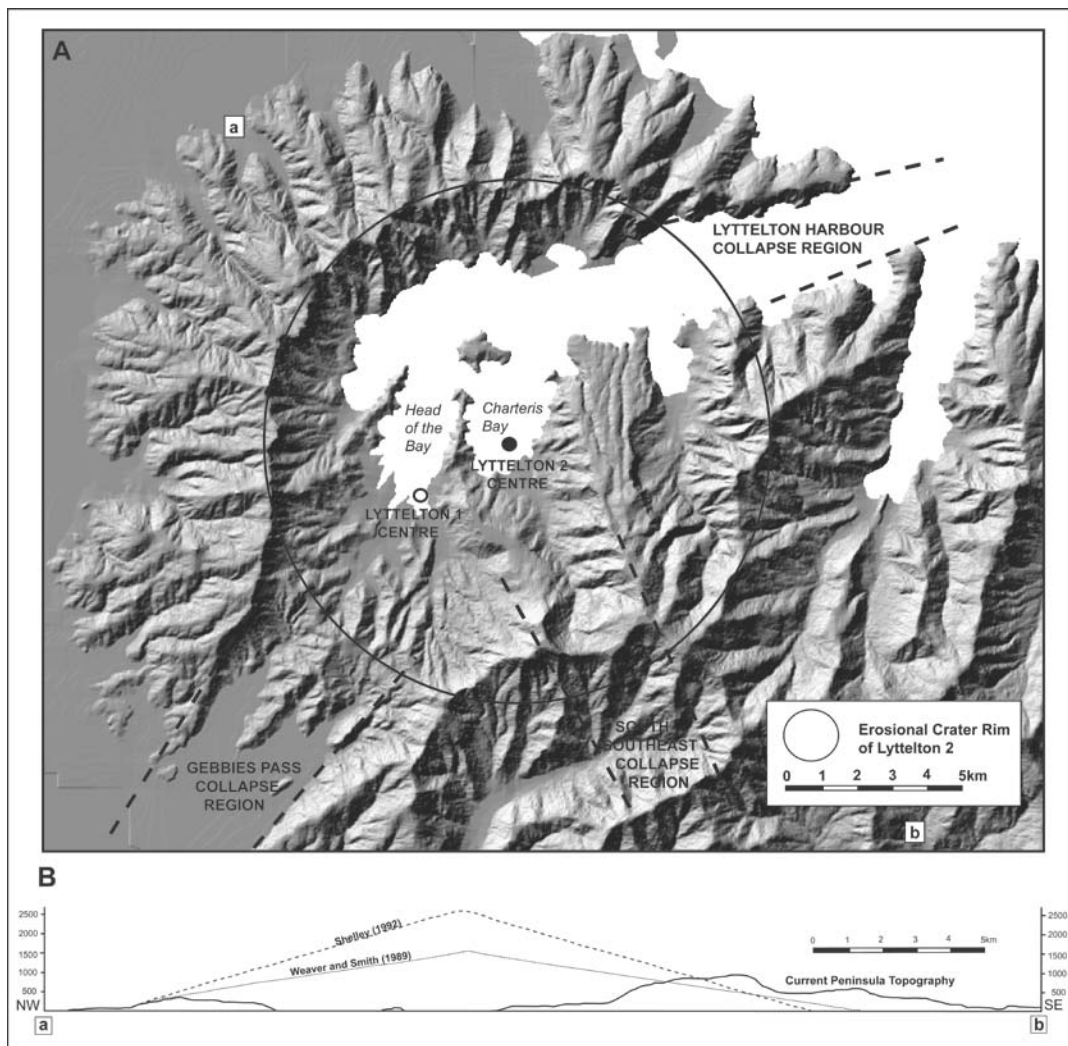 A
a
LYTTELTON HARBOUR
COLLAPSE REGION
Head
of the
Bay
Charteris
Bay
LYTTELTON 2
CENTRE
LYTTELTON 1
CENTRE
SOUTH
SOUTHEAST
COLLAPSE
REGION
GEBBIES PASS
COLLAPSE
REGION
Erosional Crater Rim
of Lyttelton 2
0 1 2 3 4 5km
b
B
2500
1500
1000
500
NW
a
Shelley (1992)
Weaver and Smith (1989)
0 1 2 3 4 5km
Current Peninsula Topography
2500
1500
1000
500
SE
b